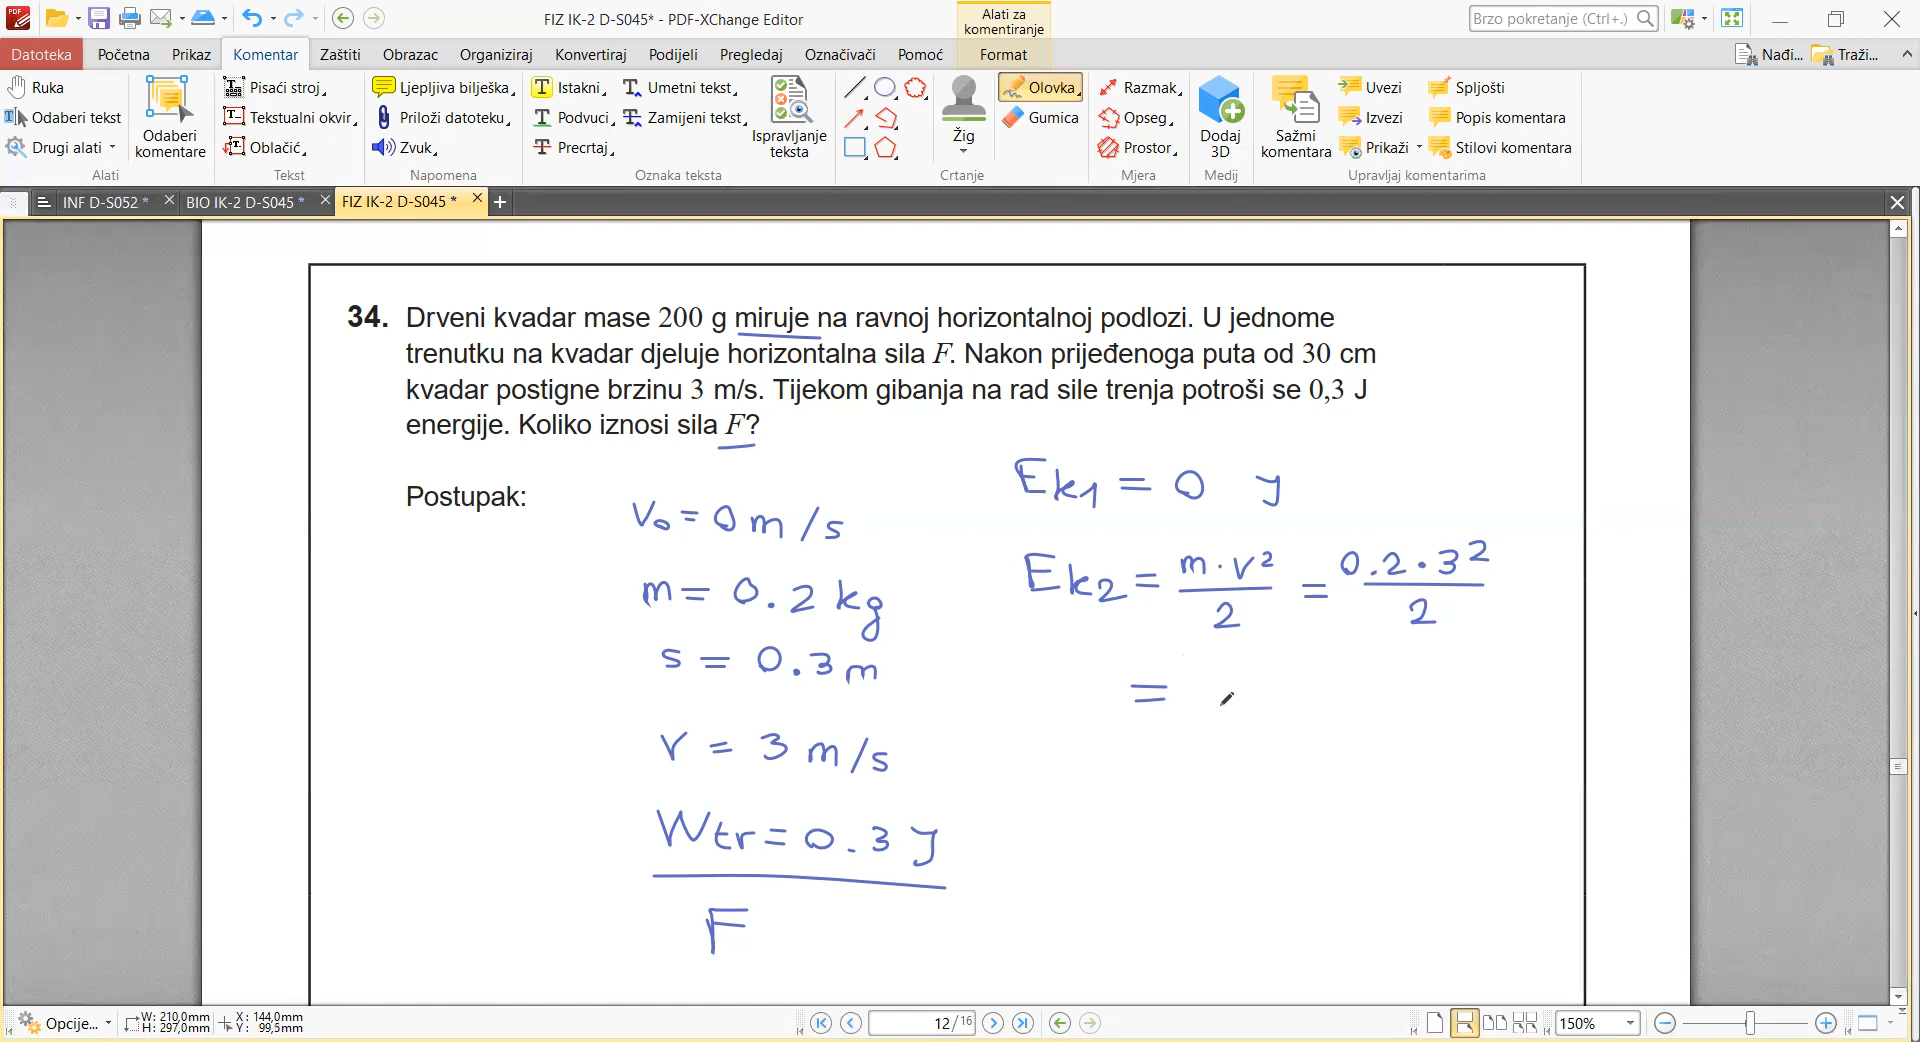 FIZ IK-2 D-S045* - PDF-XChange Editor
Alati za komentiranje
Brzo pokretanje (Ctrl+.)
Datoteka Početna Prikaz Komentar Zaštiti Obrazac Organiziraj Konvertiraj Podijeli Pregledaj Označivači Pomoć Format Nađi... Traži...
Ruka
Odaberi tekst
Drugi alati
Odaberi komentare
Alati
Pisaći stroj
Tekstualni okvir
Oblačić
Tekst
Ljepljiva bilješka
Priloži datoteku
Zvuk
Napomena
Istakni
Podvuci
Precrtaj
Umetni tekst
Zamijeni tekst
Ispravljanje teksta
Oznaka teksta
Žig
Crtanje
Olovka
Gumica
Razmak
Opseg
Prostor
Mjera
Dodaj 3D
Medij
Sažmi komentara
Uvezi
Izvezi
Prikaži
Spljošti
Popis komentara
Stilovi komentara
Upravljaj komentarima
INF D-S052 * BIO IK-2 D-S045 * FIZ IK-2 D-S045 *
34. Drveni kvadar mase 200 g miruje na ravnoj horizontalnoj podlozi. U jednome
trenutku na kvadar djeluje horizontalna sila F. Nakon prijeđenoga puta od 30 cm
kvadar postigne brzinu 3 m/s. Tijekom gibanja na rad sile trenja potroši se 0,3 J
energije. Koliko iznosi sila F?
Postupak:
v₀ = 0 m/s
m = 0.2 kg
s = 0.3 m
v = 3 m/s
Wtr = 0.3 J
F
Ek1 = 0 J
Ek2 = m·v²/2 = 0.2·3²/2
=
Opcije...
W: 210,0mm
H: 297,0mm
X: 144,0mm
Y: 99,5mm
12/16
150%